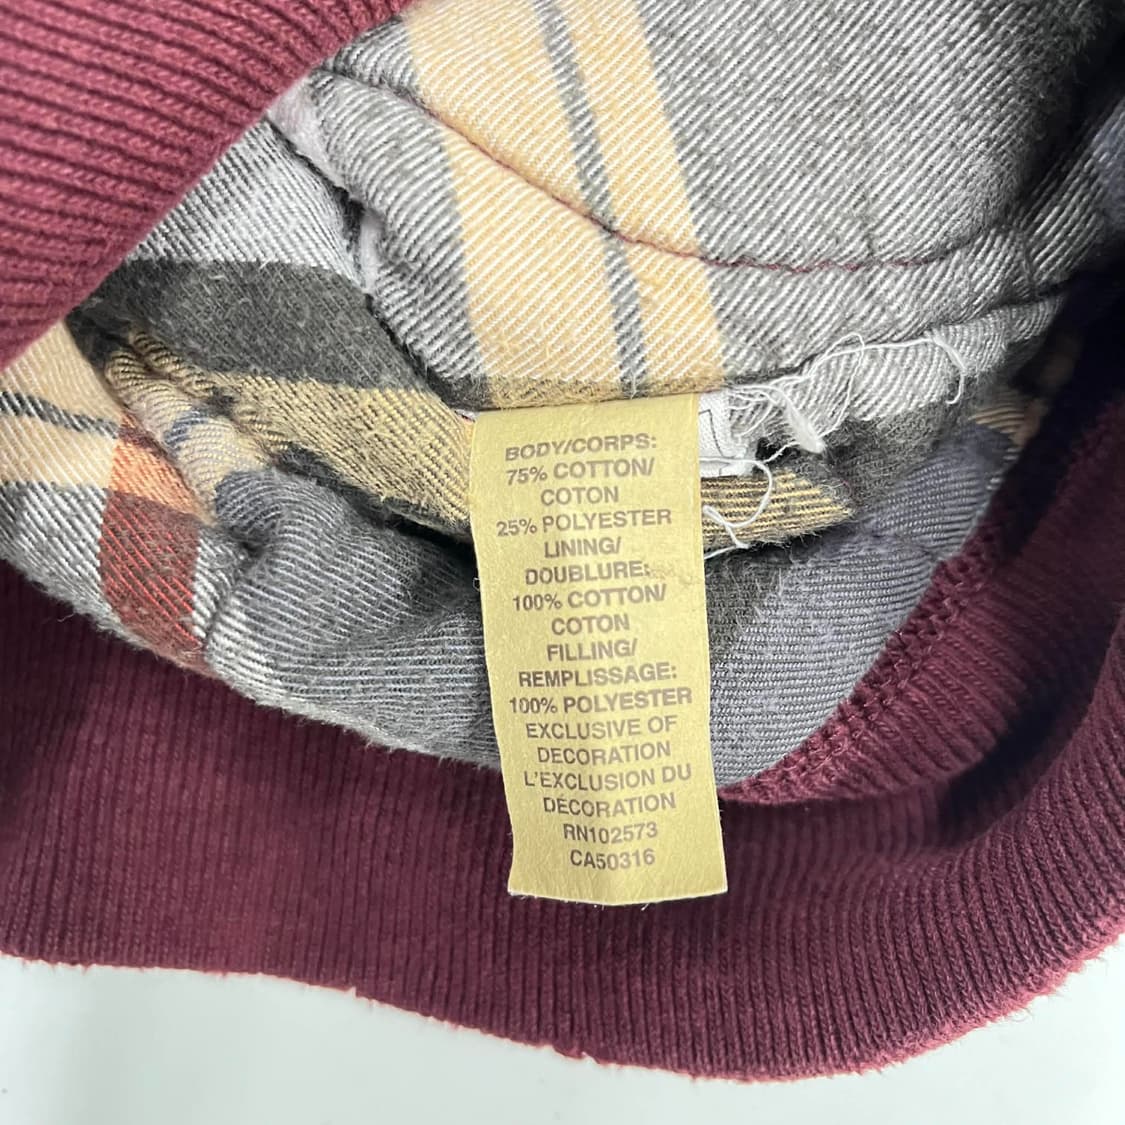 BODY/CORPS:
75% COTTON/
COTON
25% POLYESTER
LINING/
DOUBLURE:
100% COTTON/
COTON
FILLING/
REMPLISSAGE:
100% POLYESTER
EXCLUSIVE OF
DECORATION
L'EXCLUSION DU
DÉCORATION
RN102573
CA50316